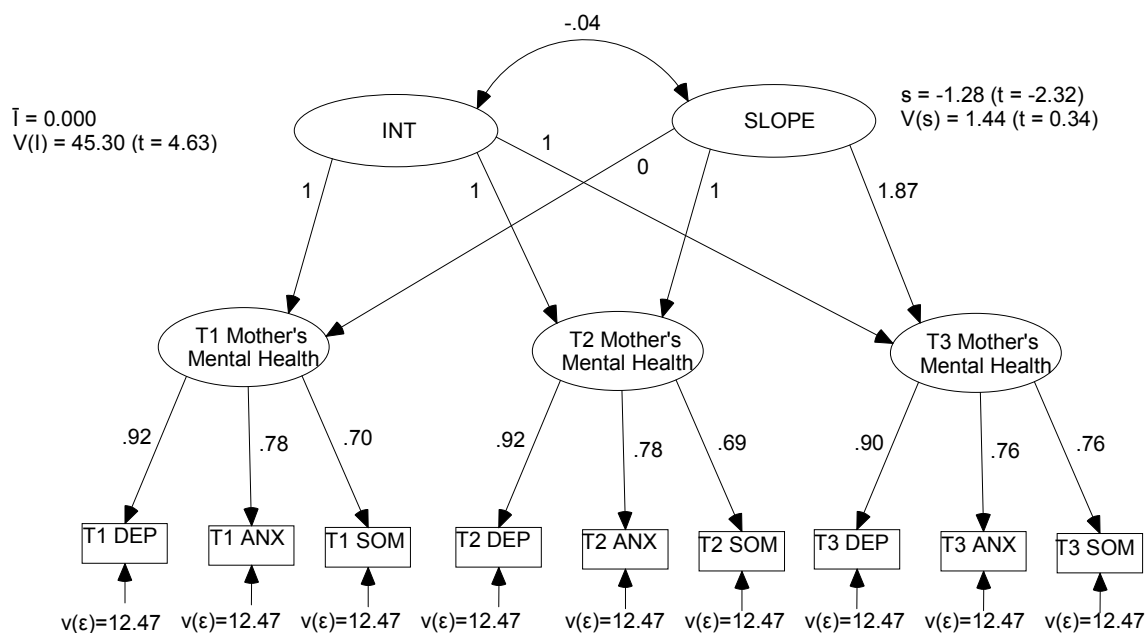 -.04
Ī = 0.000
V(I) = 45.30 (t = 4.63)
INT
SLOPE
s = -1.28 (t = -2.32)
V(s) = 1.44 (t = 0.34)
1
1
1
0
1
1.87
T1 Mother's
Mental Health
T2 Mother's
Mental Health
T3 Mother's
Mental Health
.92
.78
.70
.92
.78
.69
.90
.76
.76
T1 DEP
T1 ANX
T1 SOM
T2 DEP
T2 ANX
T2 SOM
T3 DEP
T3 ANX
T3 SOM
v(ε)=12.47
v(ε)=12.47
v(ε)=12.47
v(ε)=12.47
v(ε)=12.47
v(ε)=12.47
v(ε)=12.47
v(ε)=12.47
v(ε)=12.47